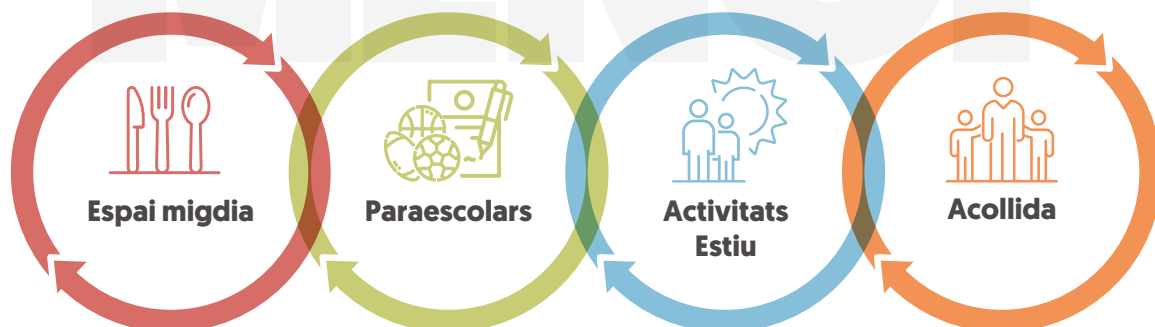 Espai migdia
Paraescolars
Activitats
Estiu
Acollida